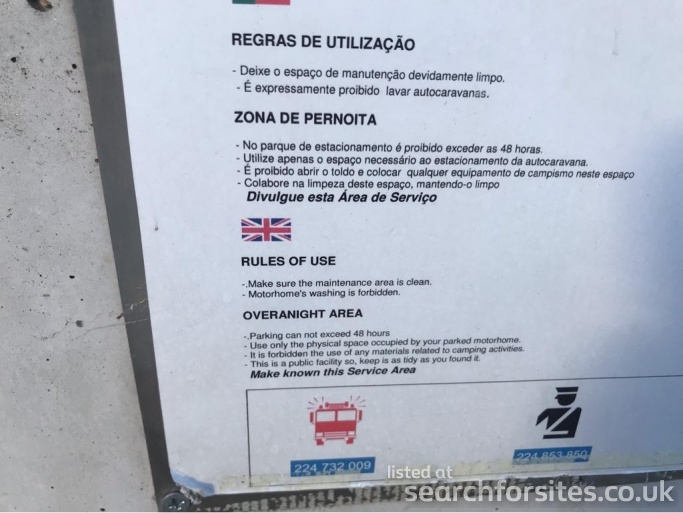 REGRAS DE UTILIZAÇÃO
- Deixe o espaço de manutenção devidamente limpo.
- É expressamente proibido lavar autocaravanas.
ZONA DE PERNOITA
- No parque de estacionamento é proibido exceder as 48 horas.
- Utilize apenas o espaço necessário ao estacionamento da autocaravana.
- É proibido abrir o toldo e colocar qualquer equipamento de campismo neste espaço
- Colabore na limpeza deste espaço, mantendo-o limpo
Divulgue esta Área de Serviço
RULES OF USE
-.Make sure the maintenance area is clean.
- Motorhome's washing is forbidden.
OVERANIGHT AREA
-.Parking can not exceed 48 hours
- Use only the physical space occupied by your parked motorhome.
- It is forbidden the use of any materials related to camping activities.
- This is a public facility so, keep is as tidy as you found it.
Make known this Service Area
224 732 009
224 853 850
listed at
searchforsites.co.uk